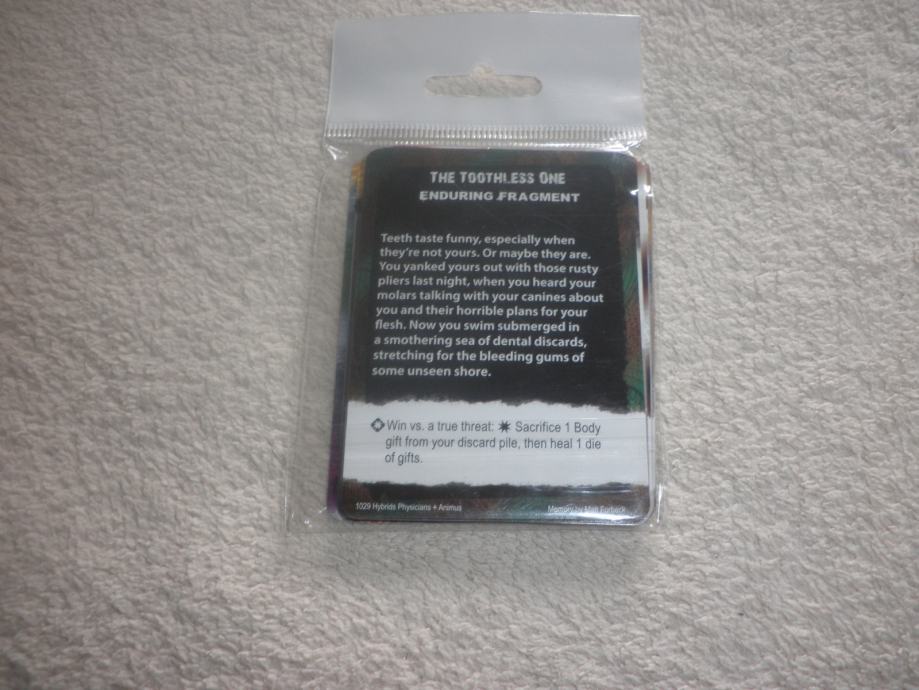 THE TOOTHLESS ONE
ENDURING FRAGMENT
Teeth taste funny, especially when
they're not yours. Or maybe they are.
You yanked yours out with those rusty
pliers last night, when you heard your
molars talking with your canines about
you and their horrible plans for your
flesh. Now you swim submerged in
a smothering sea of dental discards,
stretching for the bleeding gums of
some unseen shore.
Win vs. a true threat: ✷ Sacrifice 1 Body
gift from your discard pile, then heal 1 die
of gifts.
1029 Hybrids Physicians + Animus
Memory by Matt Forbeck